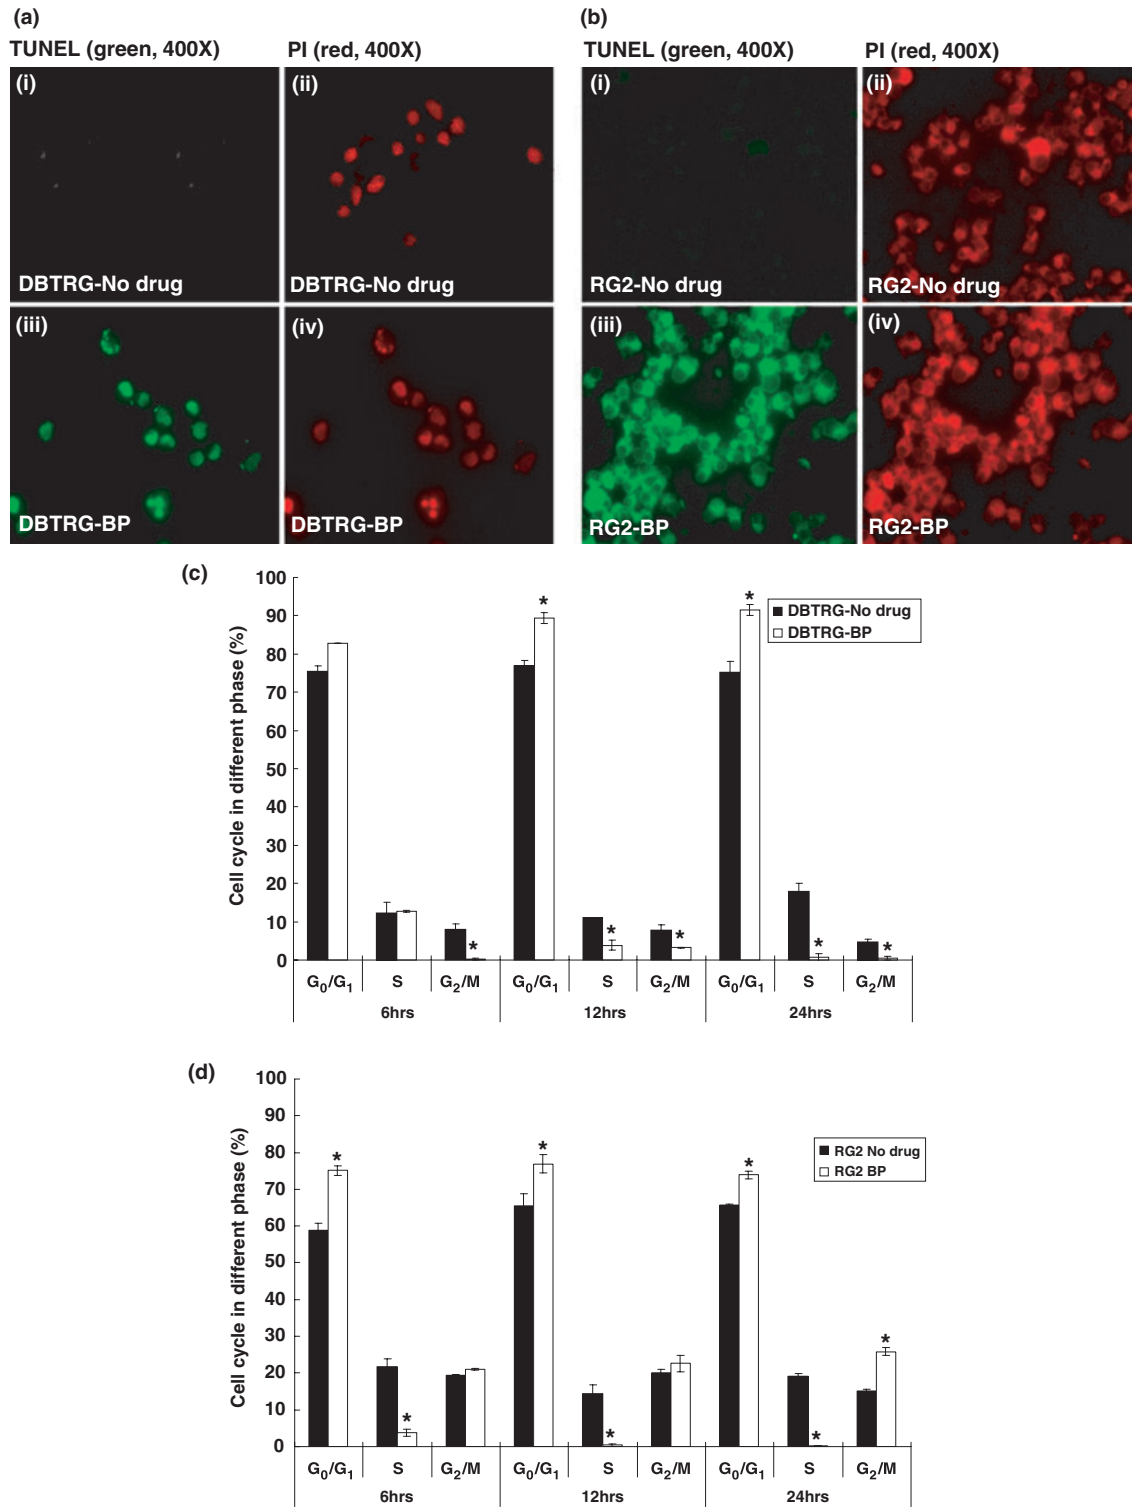 (a)
(b)
TUNEL (green, 400X) PI (red, 400X) TUNEL (green, 400X) PI (red, 400X)
(i) (ii) (i) (ii)
DBTRG-No drug DBTRG-No drug RG2-No drug RG2-No drug
(iii) (iv) (iii) (iv)
DBTRG-BP DBTRG-BP RG2-BP RG2-BP
(c)
Cell cycle in different phase (%)
100
90
80
70
60
50
40
30
20
10
0
* * * * * * *
DBTRG-No drug
DBTRG-BP
G0/G1 S G2/M G0/G1 S G2/M G0/G1 S G2/M
6hrs 12hrs 24hrs
(d)
Cell cycle in different phase (%)
100
90
80
70
60
50
40
30
20
10
0
* * * * * * *
RG2 No drug
RG2 BP
G0/G1 S G2/M G0/G1 S G2/M G0/G1 S G2/M
6hrs 12hrs 24hrs